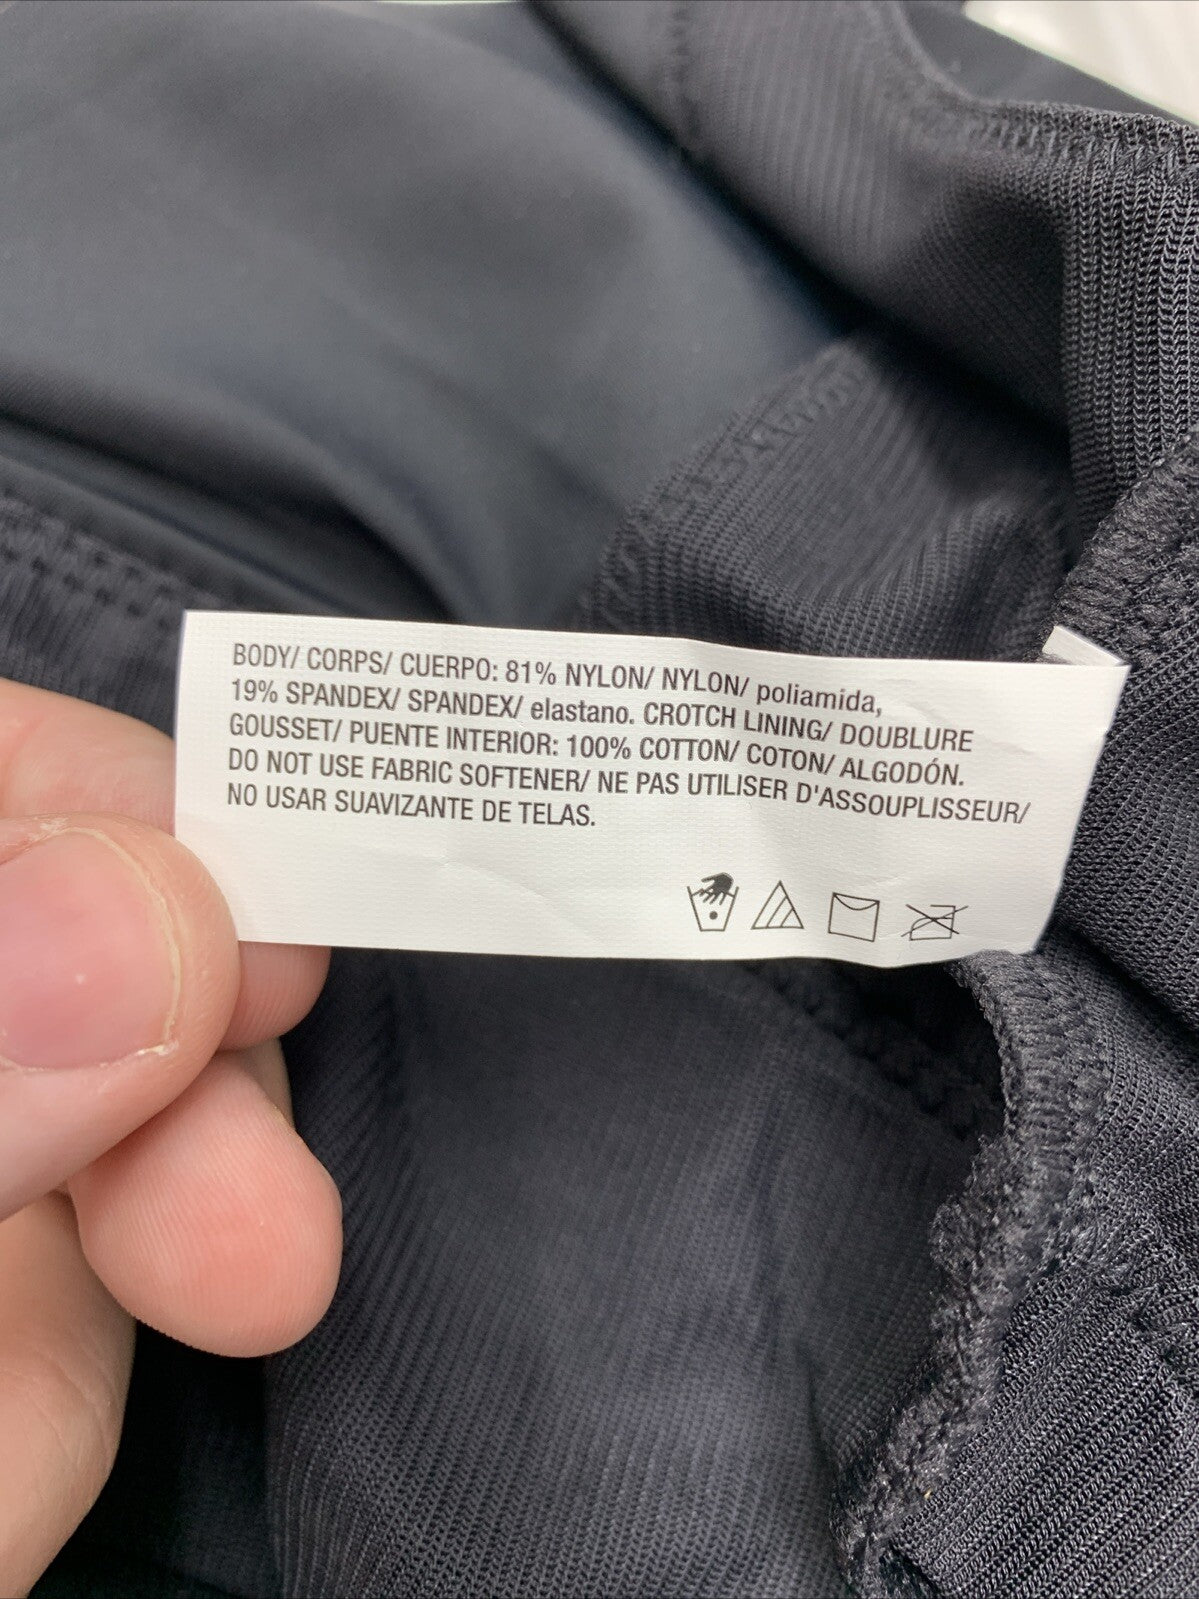 BODY/ CORPS/ CUERPO: 81% NYLON/ NYLON/ poliamida,
19% SPANDEX/ SPANDEX/ elastano. CROTCH LINING/ DOUBLURE
GOUSSET/ PUENTE INTERIOR: 100% COTTON/ COTON/ ALGODÓN.
DO NOT USE FABRIC SOFTENER/ NE PAS UTILISER D'ASSOUPLISSEUR/
NO USAR SUAVIZANTE DE TELAS.